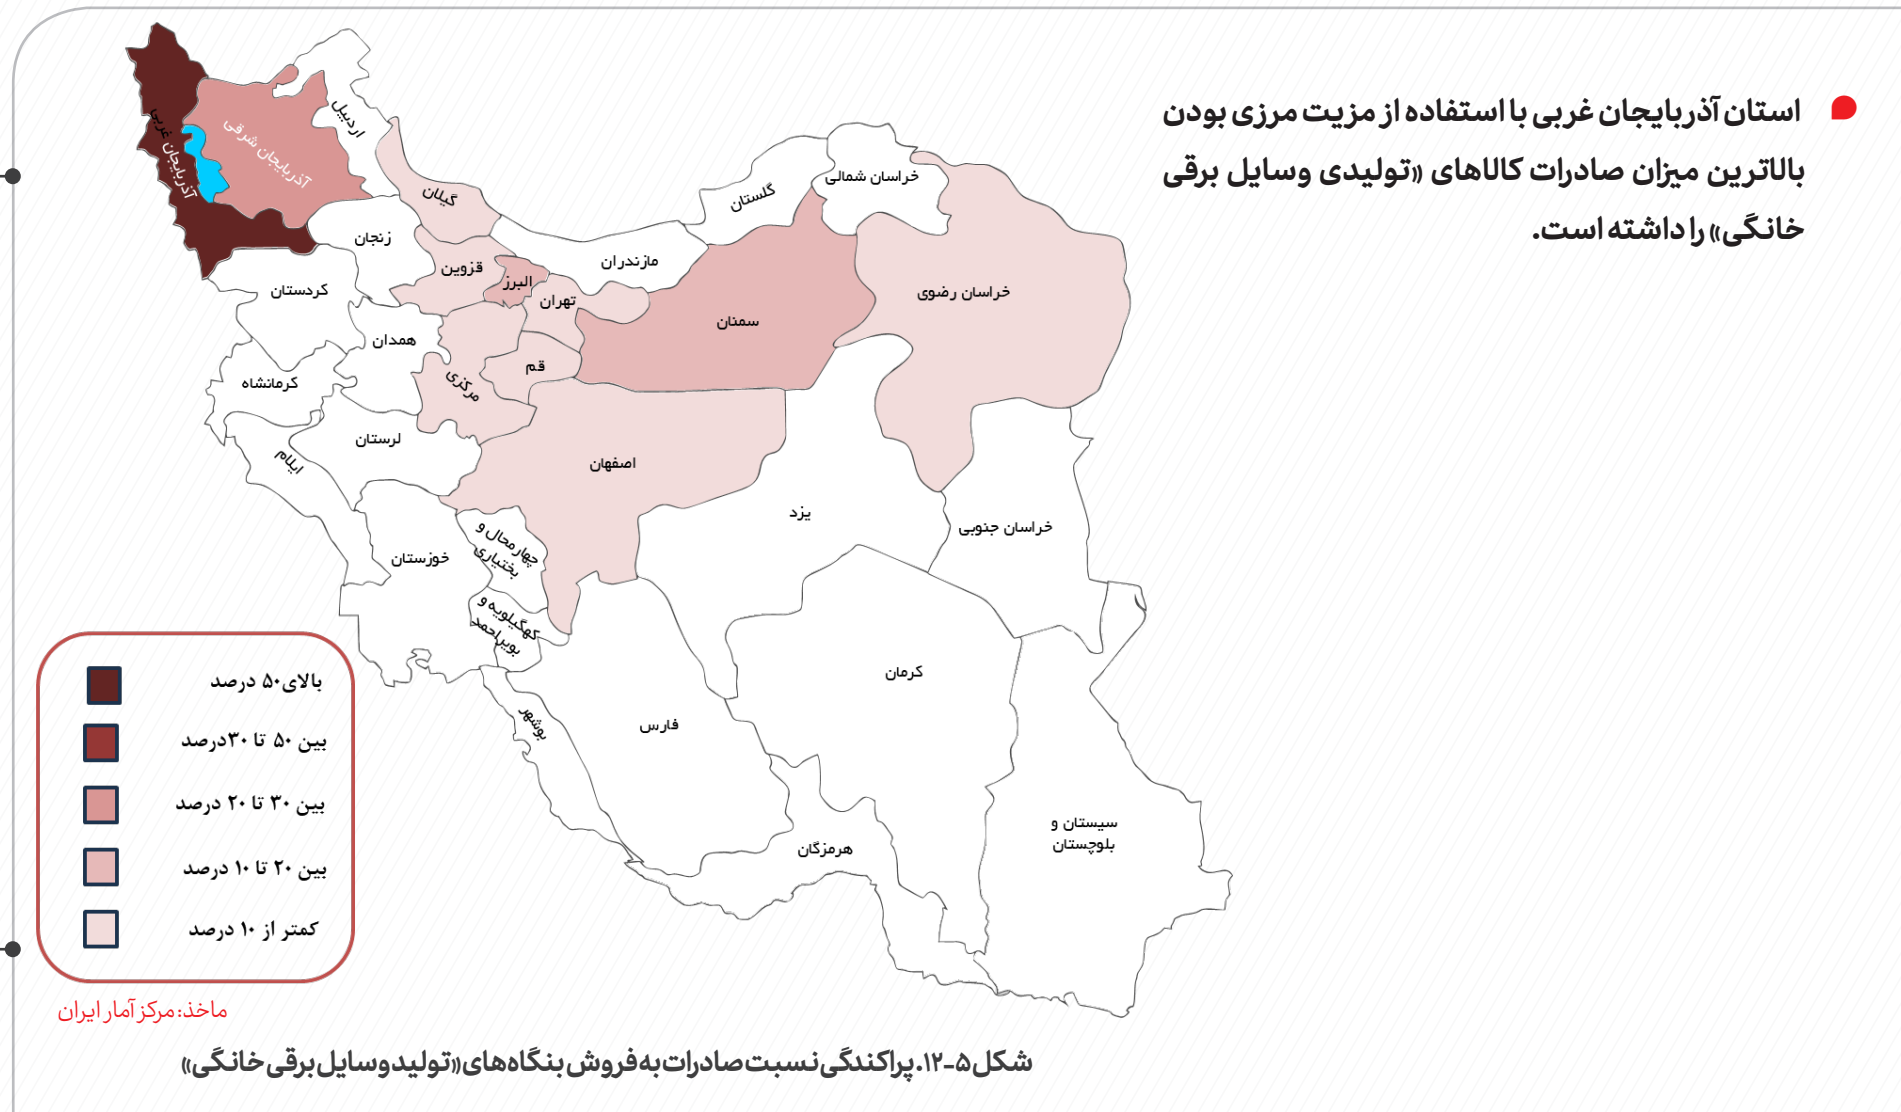 استان آذربایجان غربی با استفاده از مزیت مرزی بودن
بالاترین میزان صادرات کالاهای «تولیدی وسایل برقی
خانگی» را داشته است.
آذربایجان غربی
آذربایجان شرقی
اردبیل
گیلان
زنجان
قزوین
البرز
تهران
مازندران
گلستان
خراسان شمالی
خراسان رضوی
سمنان
کردستان
همدان
کرمانشاه
مرکزی
قم
لرستان
ایلام
اصفهان
یزد
خراسان جنوبی
خوزستان
چهارمحال و
بختیاری
کهگیلویه و
بویراحمد
بوشهر
فارس
کرمان
هرمزگان
سیستان و
بلوچستان
بالای۵۰ درصد
بین ۵۰ تا ۳۰درصد
بین ۳۰ تا ۲۰ درصد
بین ۲۰ تا ۱۰ درصد
کمتر از ۱۰ درصد
ماخذ: مرکز آمار ایران
شکل ۵-۱۲. پراکندگی نسبت صادرات به فروش بنگاه‌های «تولید وسایل برقی خانگی»